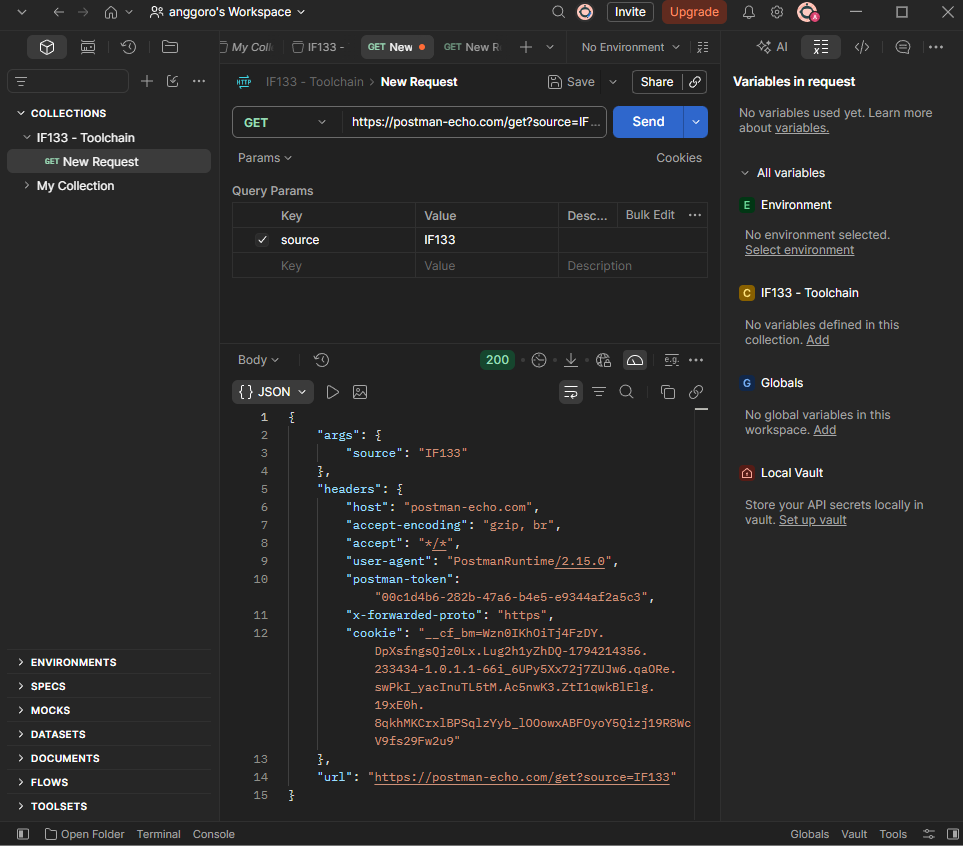 anggoro's Workspace
Invite
Upgrade
My Coll
IF133 -
GET New
GET New R
No Environment
AI
COLLECTIONS
IF133 - Toolchain
GET New Request
My Collection
ENVIRONMENTS
SPECS
MOCKS
DATASETS
DOCUMENTS
FLOWS
TOOLSETS
HTTP
IF133 - Toolchain > New Request
Save
Share
GET
https://postman-echo.com/get?source=IF...
Send
Params
Cookies
Query Params
Key Value Desc... Bulk Edit
source IF133
Key Value Description
Body
200
e.g.
{} JSON
1 {
2 "args": {
3 "source": "IF133"
4 },
5 "headers": {
6 "host": "postman-echo.com",
7 "accept-encoding": "gzip, br",
8 "accept": "*/*",
9 "user-agent": "PostmanRuntime/2.15.0",
10 "postman-token":
"00c1d4b6-282b-47a6-b4e5-e9344af2a5c3",
11 "x-forwarded-proto": "https",
12 "cookie": "__cf_bm=Wzn0IKhOiTj4FzDY.
DpXsfngsQjz0Lx.Lug2h1yZhDQ-1794214356.
233434-1.0.1.1-66i_6UPy5Xx72j7ZUJw6.qaORe.
swPkI_yacInuTL5tM.Ac5nwK3.ZtI1qwkBlElg.
19xE0h.
8qkhMKCrxlBPSqlzYyb_lOOowxABFOyoY5Qizj19R8Wc
V9fs29Fw2u9"
13 },
14 "url": "https://postman-echo.com/get?source=IF133"
15 }
Variables in request
No variables used yet. Learn more
about variables.
All variables
E Environment
No environment selected.
Select environment
C IF133 - Toolchain
No variables defined in this
collection. Add
G Globals
No global variables in this
workspace. Add
Local Vault
Store your API secrets locally in
vault. Set up vault
Open Folder
Terminal
Console
Globals
Vault
Tools